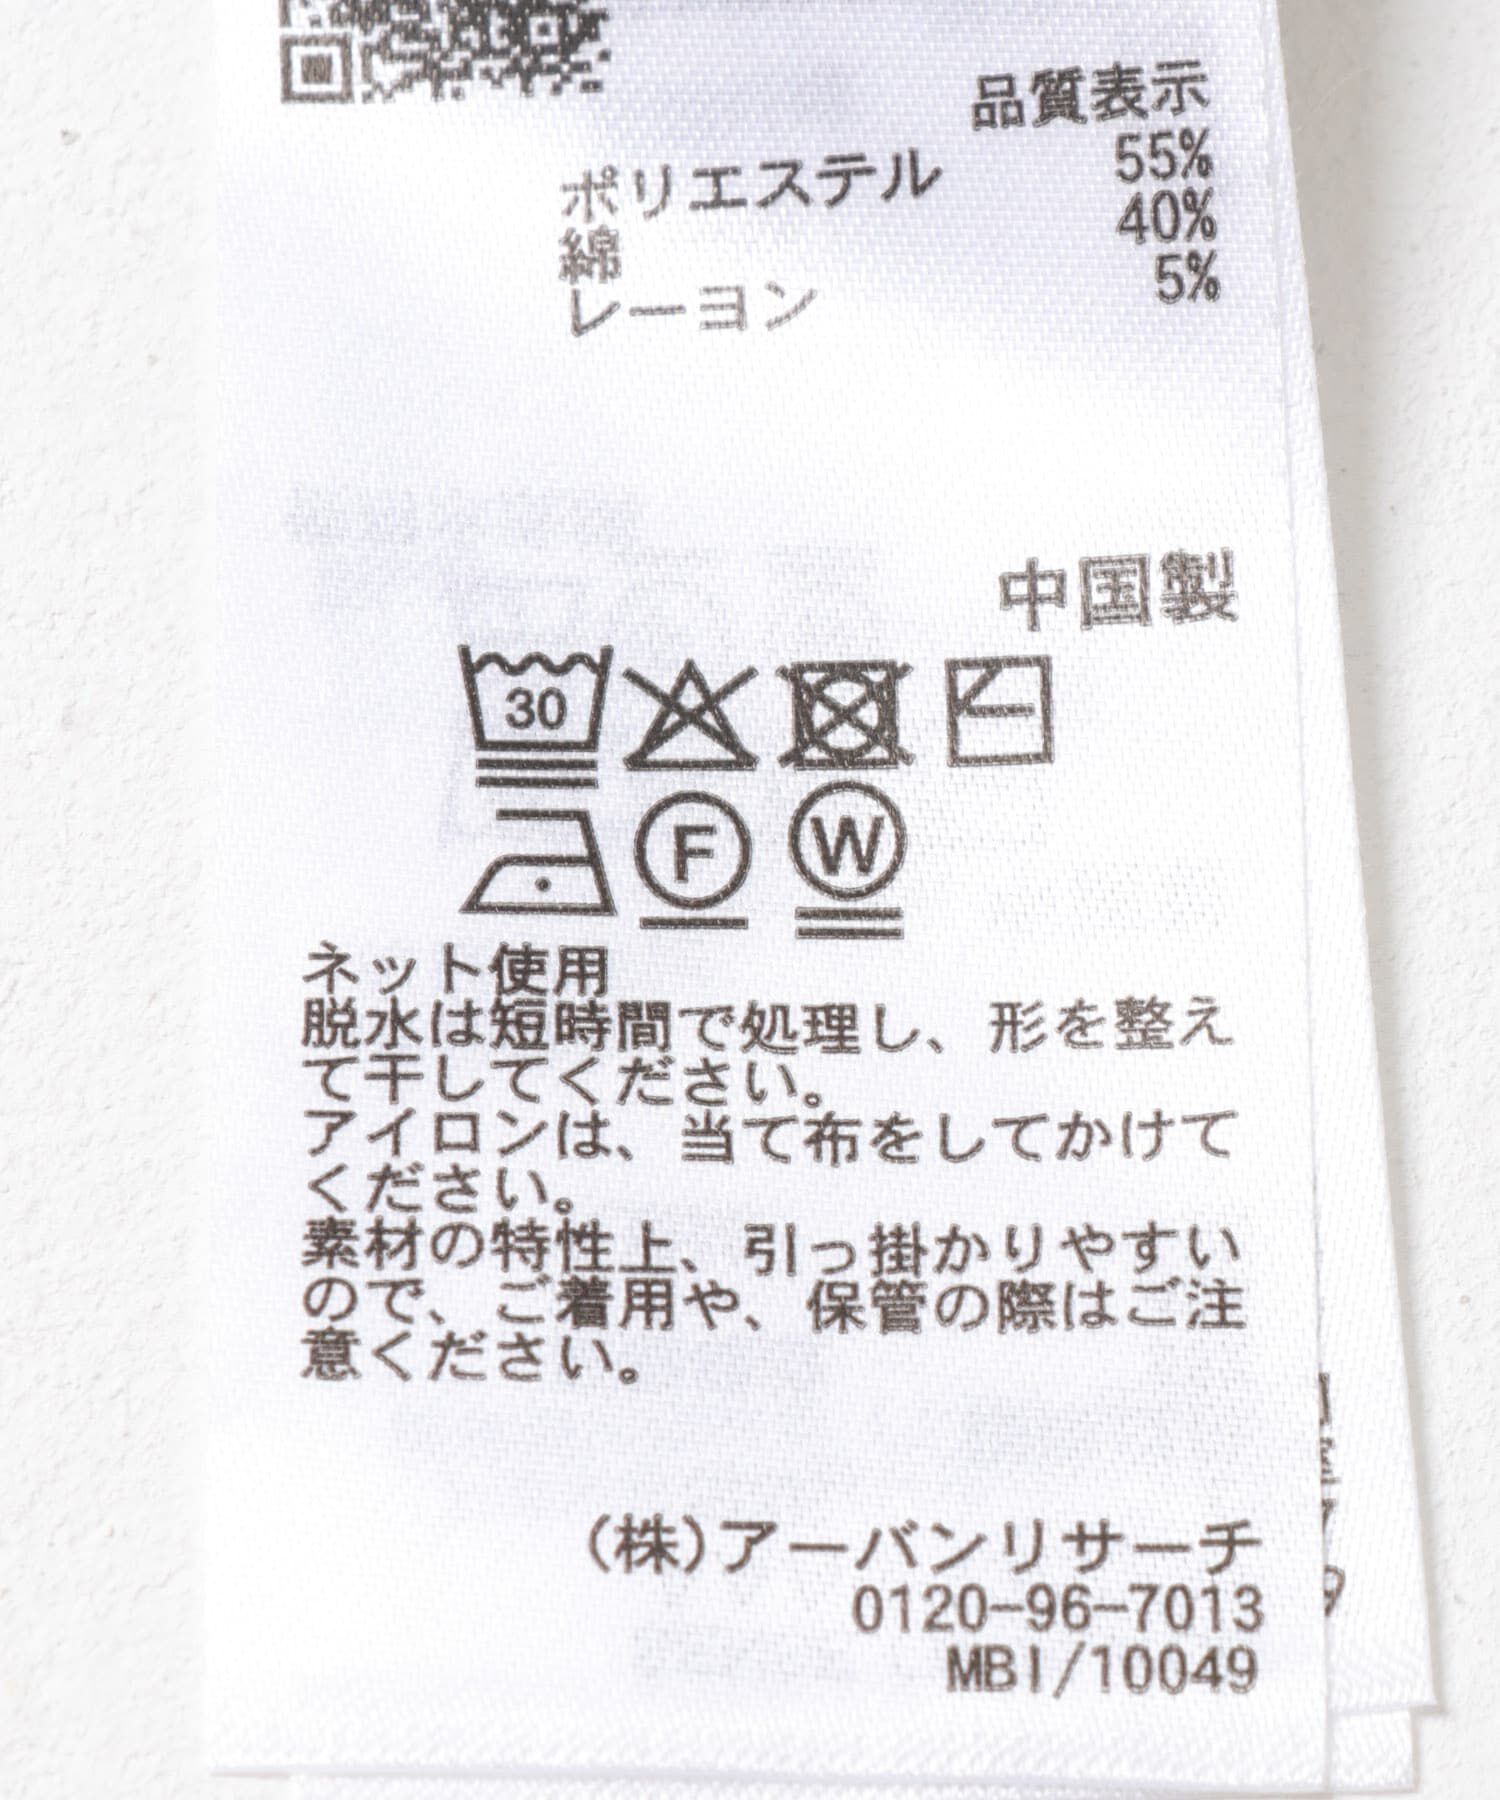 品質表示
ポリエステル 55%
綿 40%
レーヨン 5%
中国製
30
F W
ネット使用
脱水は短時間で処理し、形を整え
て干してください。
アイロンは、当て布をしてかけて
ください。
素材の特性上、引っ掛かりやすい
ので、ご着用や、保管の際はご注
意ください。
(株)アーバンリサーチ
0120-96-7013
MBI/10049